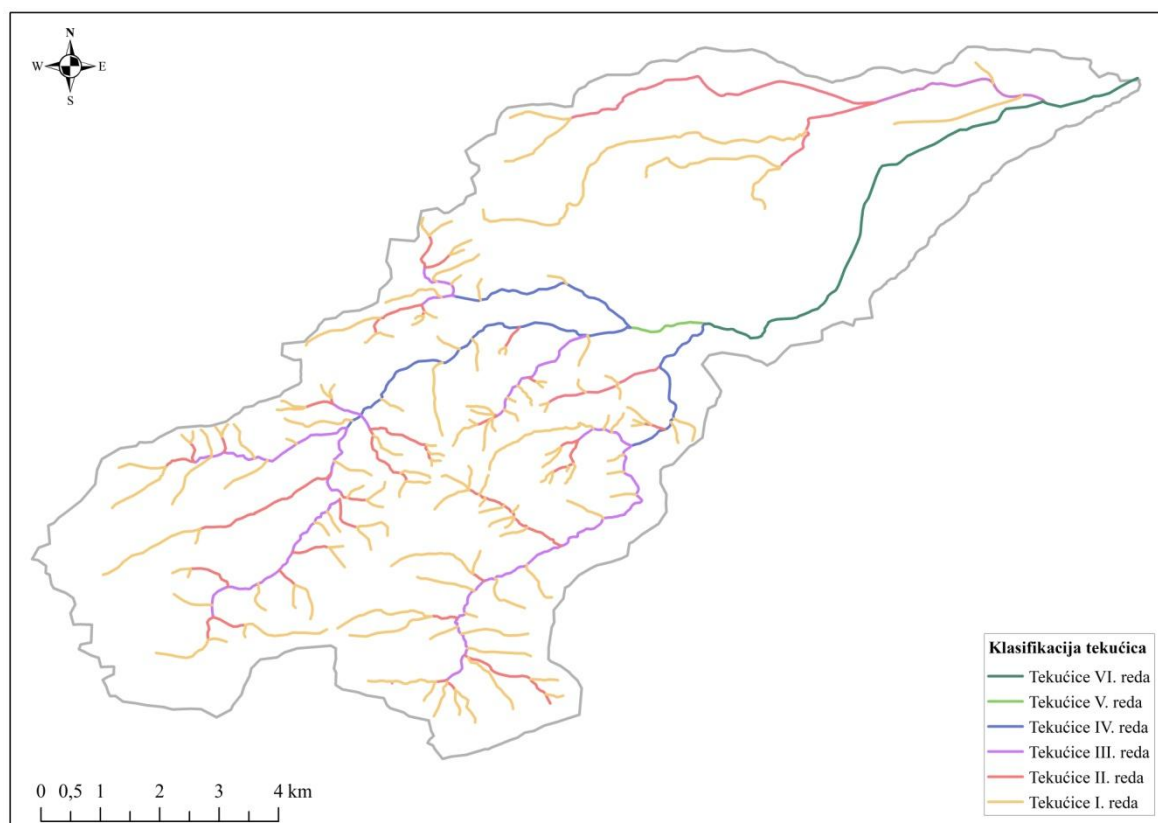 N
W E
S
Klasifikacija tekućica
Tekućice VI. reda
Tekućice V. reda
Tekućice IV. reda
Tekućice III. reda
Tekućice II. reda
Tekućice I. reda
0 0,5 1 2 3 4 km